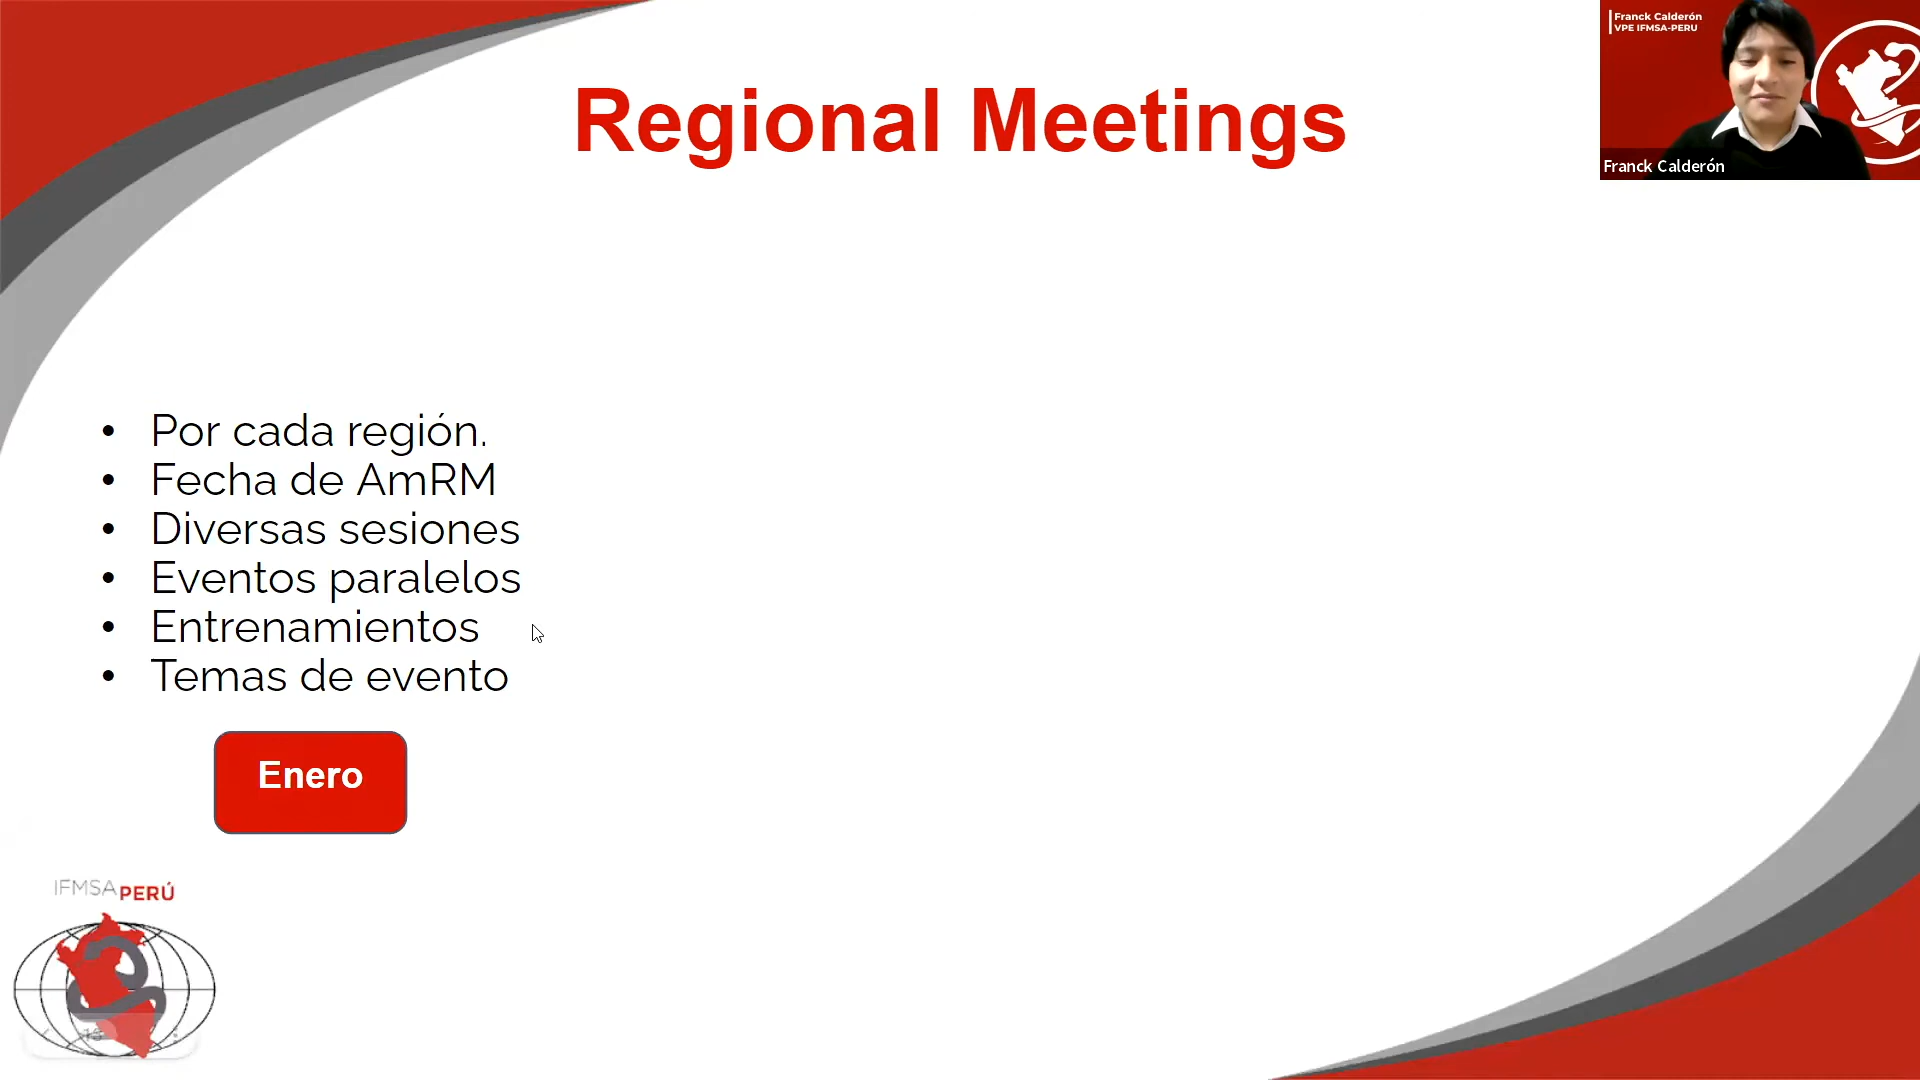 Regional Meetings
Franck Calderón
VPE IFMSA-PERU
Franck Calderón
• Por cada región.
• Fecha de AmRM
• Diversas sesiones
• Eventos paralelos
• Entrenamientos
• Temas de evento
Enero
IFMSA PERÚ
15